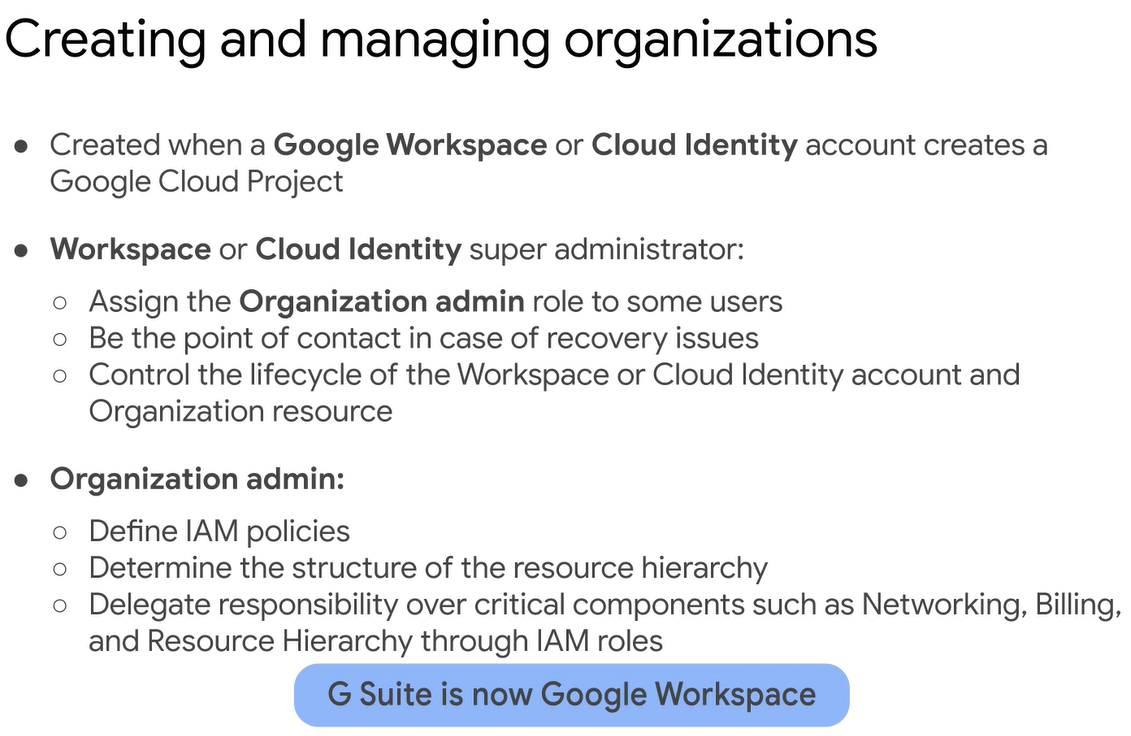 Creating and managing organizations
● Created when a Google Workspace or Cloud Identity account creates a
Google Cloud Project
● Workspace or Cloud Identity super administrator:
○ Assign the Organization admin role to some users
○ Be the point of contact in case of recovery issues
○ Control the lifecycle of the Workspace or Cloud Identity account and
Organization resource
● Organization admin:
○ Define IAM policies
○ Determine the structure of the resource hierarchy
○ Delegate responsibility over critical components such as Networking, Billing,
and Resource Hierarchy through IAM roles
G Suite is now Google Workspace